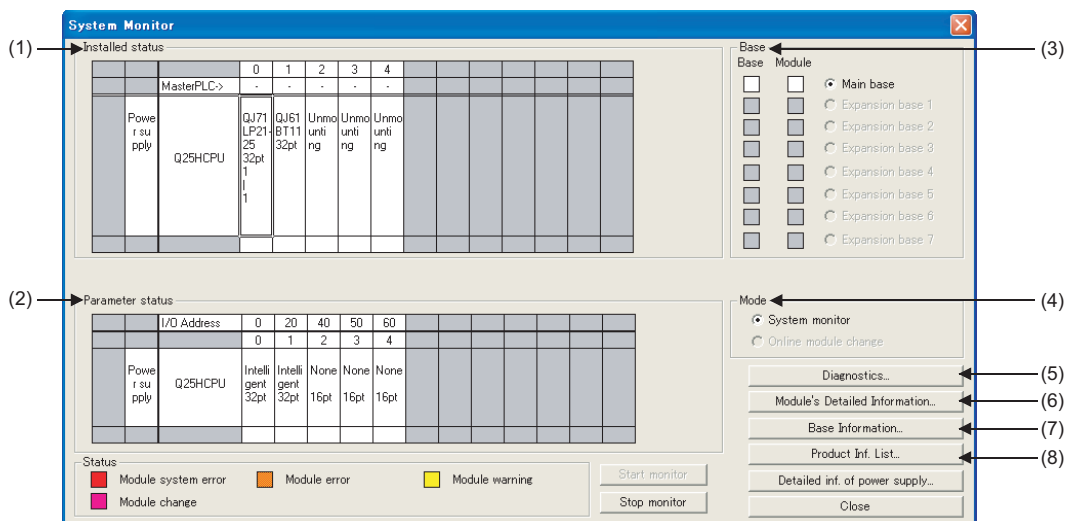 System Monitor
(1)
Installed status
0 1 2 3 4
MasterPLC-> - - - - -
Powe
r su
pply
Q25HCPU
QJ71
LP21-
25
32pt
1
|
1
QJ61
BT11
32pt
Unmo
unti
ng
Unmo
unti
ng
Unmo
unti
ng
Base
(3)
Base Module
Main base
Expansion base 1
Expansion base 2
Expansion base 3
Expansion base 4
Expansion base 5
Expansion base 6
Expansion base 7
(2)
Parameter status
I/O Address 0 20 40 50 60
0 1 2 3 4
Powe
r su
pply
Q25HCPU
Intelli
gent
32pt
Intelli
gent
32pt
None
16pt
None
16pt
None
16pt
Mode
(4)
System monitor
Online module change
Diagnostics...
(5)
Module's Detailed Information...
(6)
Base Information...
(7)
Product Inf. List...
(8)
Detailed inf. of power supply...
Close
Status
Module system error
Module error
Module warning
Module change
Start monitor
Stop monitor